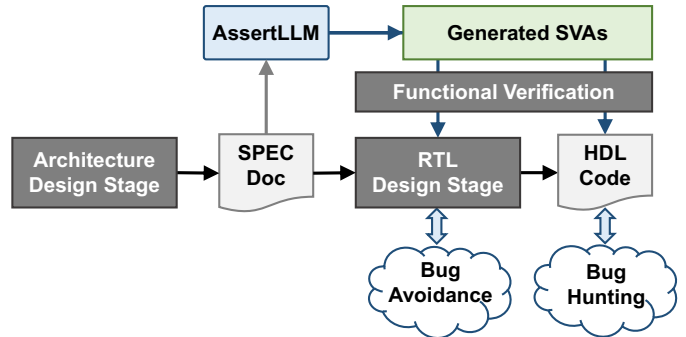 AssertLLM
Generated SVAs
Functional Verification
Architecture
Design Stage
SPEC
Doc
RTL
Design Stage
HDL
Code
Bug
Avoidance
Bug
Hunting